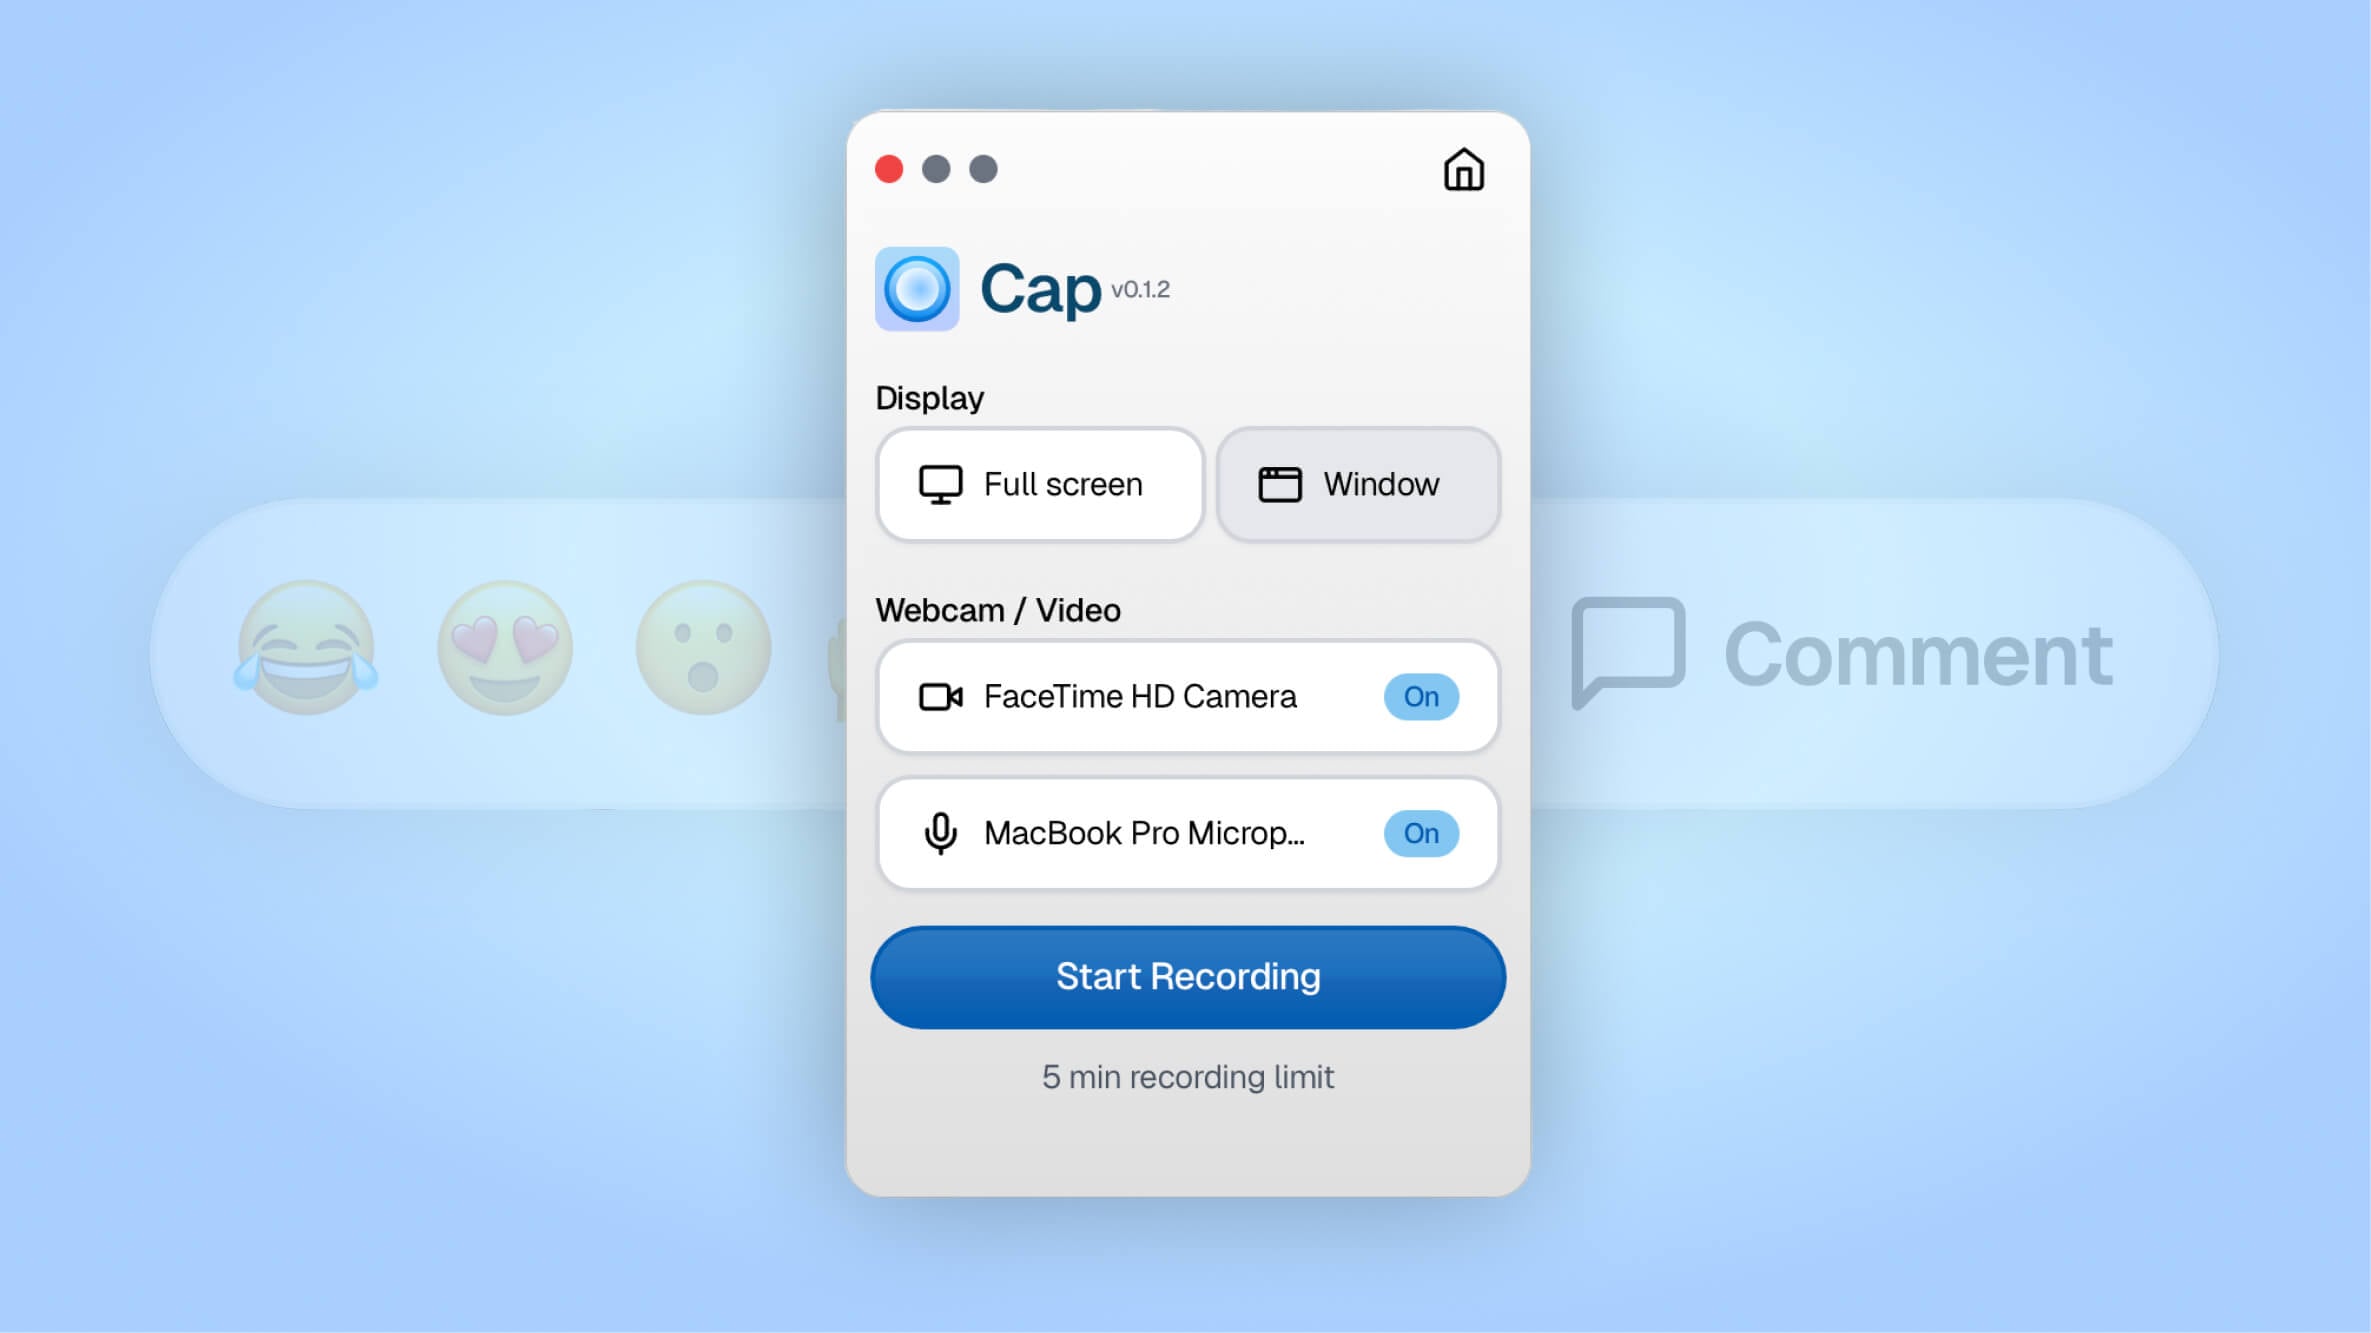 Cap v0.1.2
Display
Full screen
Window
Webcam / Video
FaceTime HD Camera
On
MacBook Pro Microp...
On
Comment
Start Recording
5 min recording limit